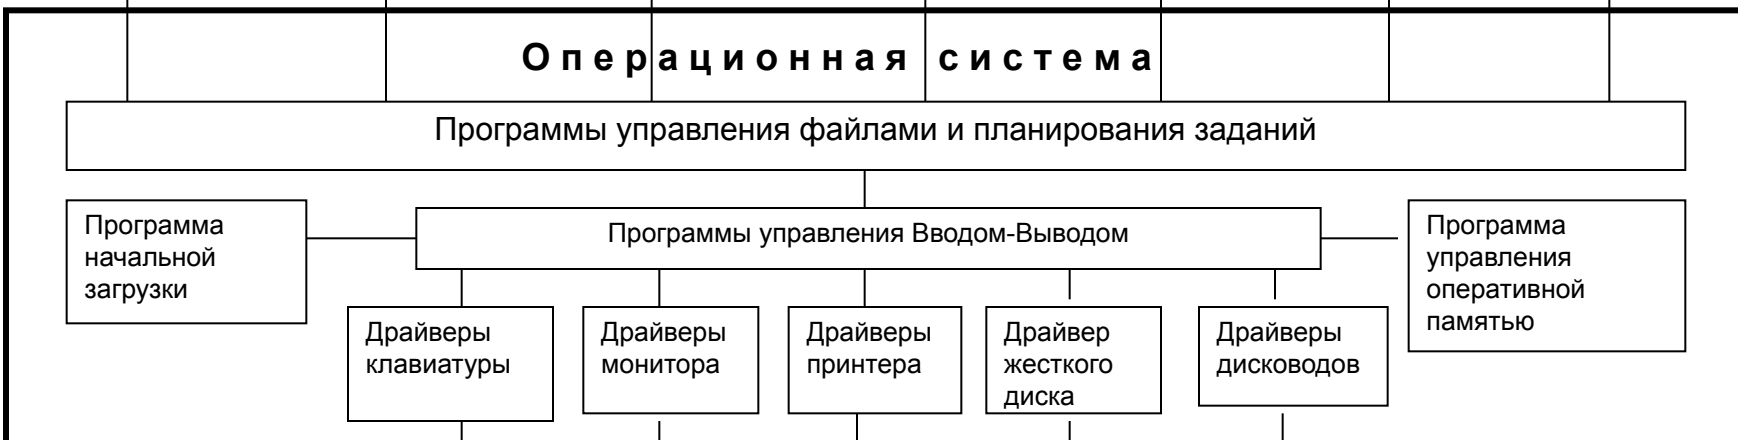 Операционная система
Программы управления файлами и планирования заданий
Программа
начальной
загрузки
Программы управления Вводом-Выводом
Программа
управления
оперативной
памятью
Драйверы
клавиатуры
Драйверы
монитора
Драйверы
принтера
Драйвер
жесткого
диска
Драйверы
дисководов